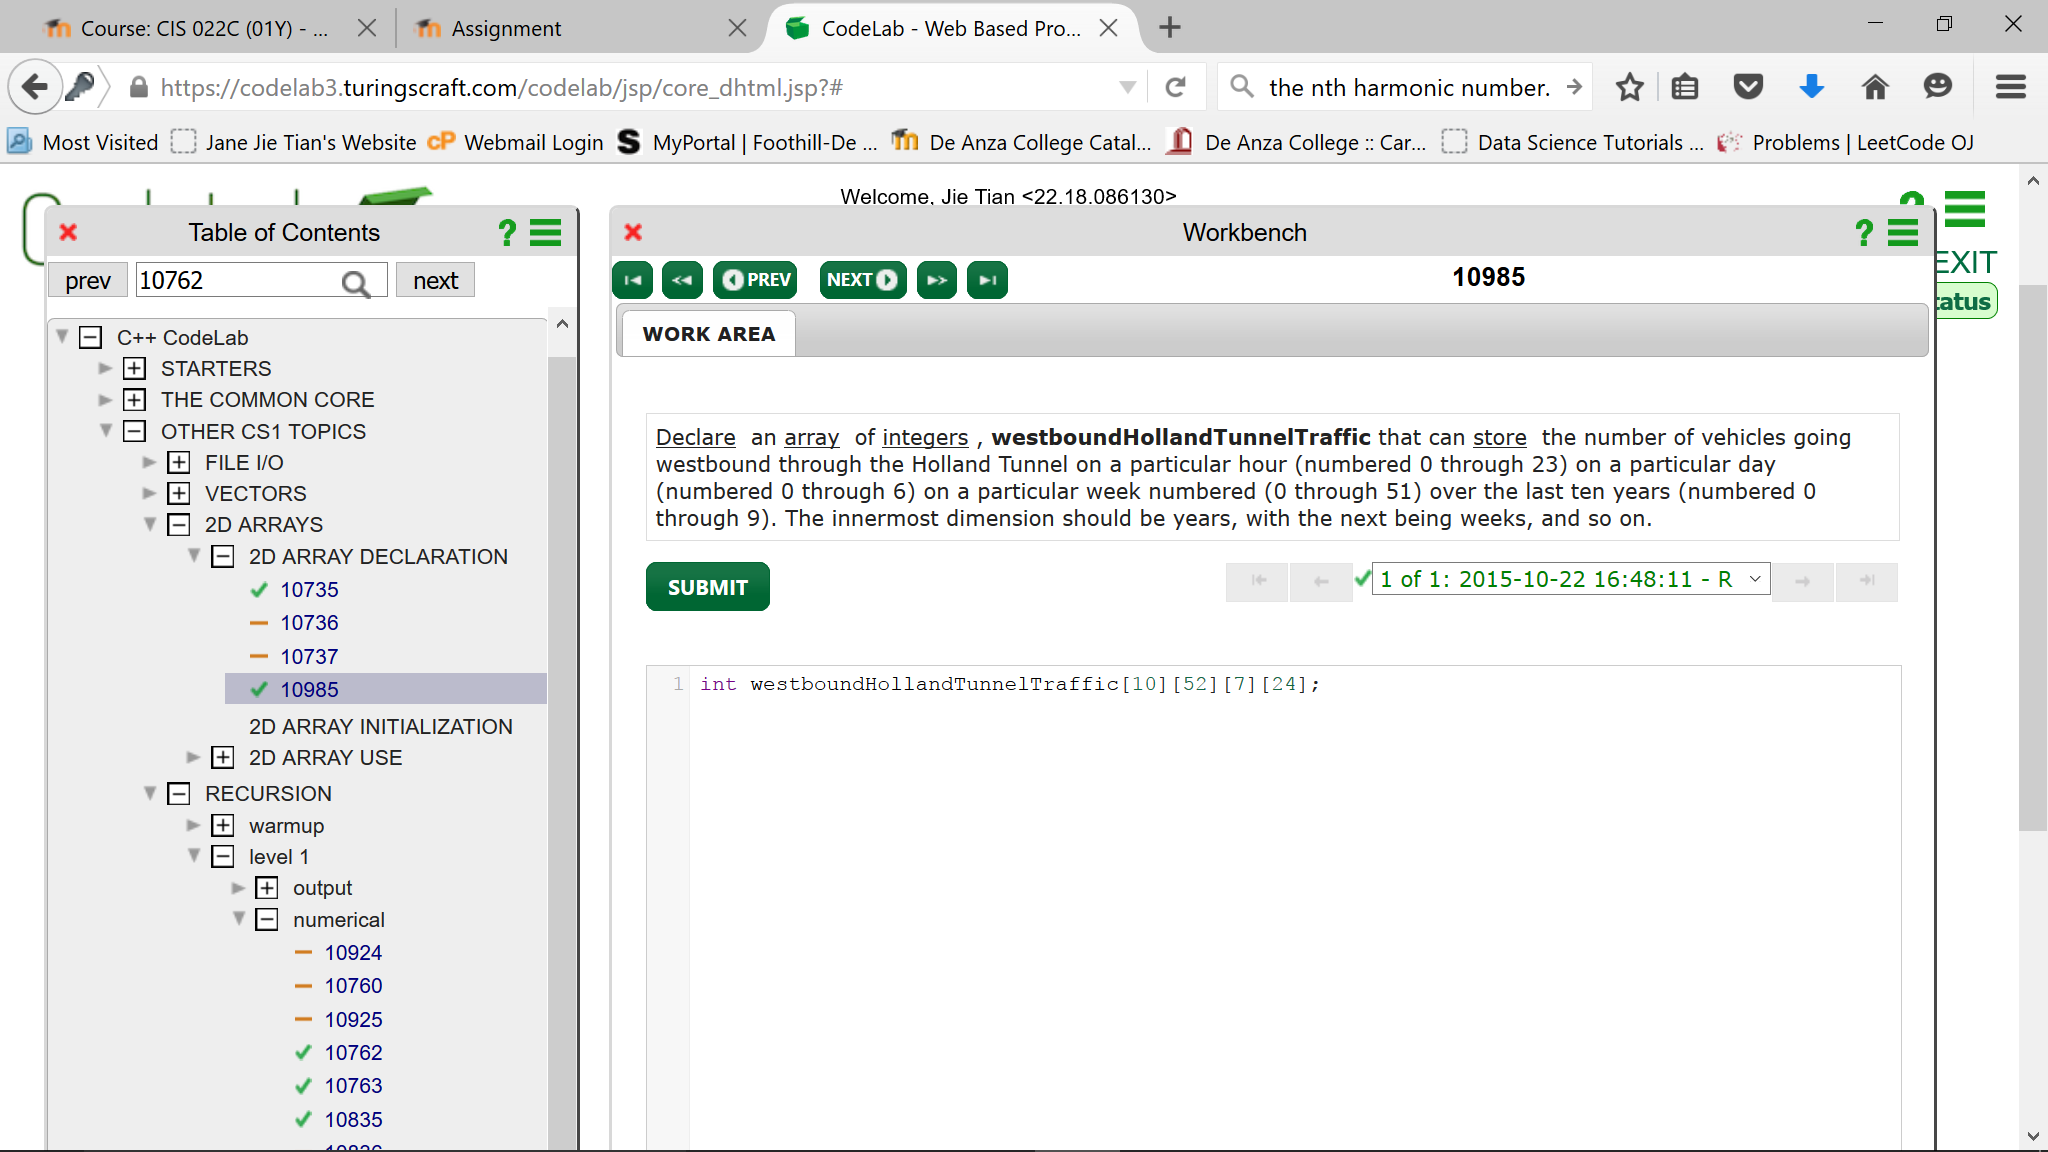 Course: CIS 022C (01Y) - ...
Assignment
CodeLab - Web Based Pro...
https://codelab3.turingscraft.com/codelab/jsp/core_dhtml.jsp?#
the nth harmonic number.
Most Visited
Jane Jie Tian's Website
cP Webmail Login
S MyPortal | Foothill-De ...
De Anza College Catal...
De Anza College :: Car...
Data Science Tutorials ...
Problems | LeetCode OJ
Welcome, Jie Tian <22.18.086130>
Table of Contents
?
Workbench
?
?
EXIT
tatus
prev
10762
next
PREV
NEXT
10985
WORK AREA
C++ CodeLab
STARTERS
THE COMMON CORE
OTHER CS1 TOPICS
FILE I/O
VECTORS
2D ARRAYS
2D ARRAY DECLARATION
10735
10736
10737
10985
2D ARRAY INITIALIZATION
2D ARRAY USE
RECURSION
warmup
level 1
output
numerical
10924
10760
10925
10762
10763
10835
Declare an array of integers , westboundHollandTunnelTraffic that can store the number of vehicles going
westbound through the Holland Tunnel on a particular hour (numbered 0 through 23) on a particular day
(numbered 0 through 6) on a particular week numbered (0 through 51) over the last ten years (numbered 0
through 9). The innermost dimension should be years, with the next being weeks, and so on.
SUBMIT
1 of 1: 2015-10-22 16:48:11 - R
1 int westboundHollandTunnelTraffic[10][52][7][24];